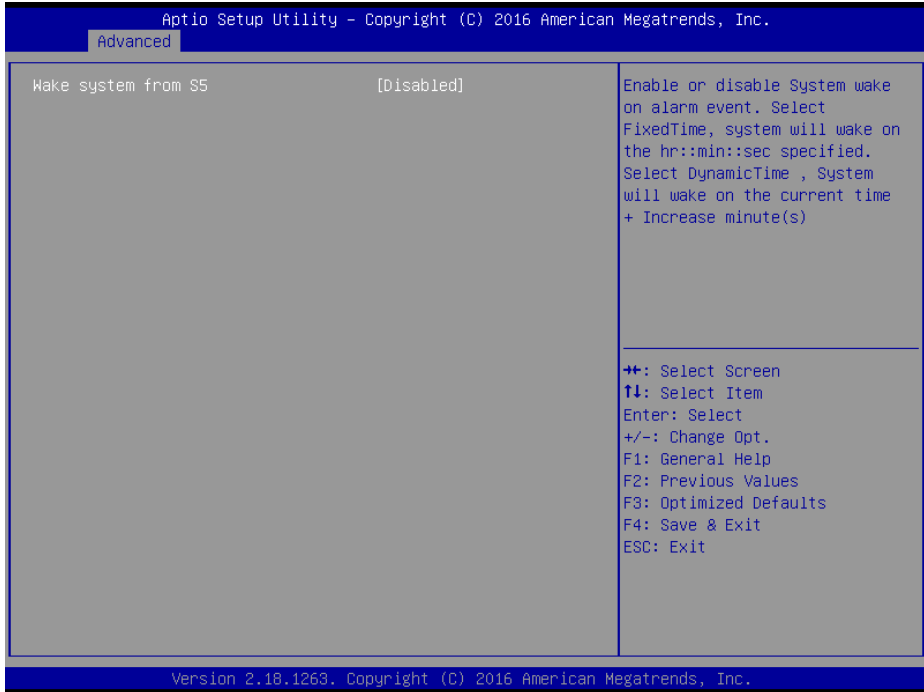 Aptio Setup Utility – Copyright (C) 2016 American Megatrends, Inc.
Advanced
Wake system from S5 [Disabled]
Enable or disable System wake
on alarm event. Select
FixedTime, system will wake on
the hr::min::sec specified.
Select DynamicTime , System
will wake on the current time
+ Increase minute(s)
→←: Select Screen
↑↓: Select Item
Enter: Select
+/-: Change Opt.
F1: General Help
F2: Previous Values
F3: Optimized Defaults
F4: Save & Exit
ESC: Exit
Version 2.18.1263. Copyright (C) 2016 American Megatrends, Inc.